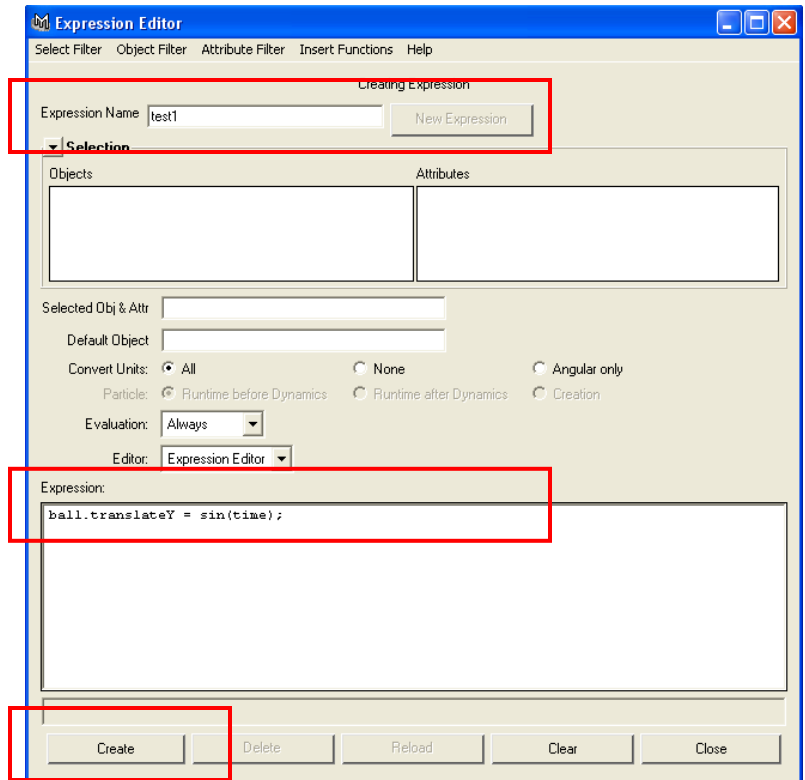 Expression Editor
Select Filter Object Filter Attribute Filter Insert Functions Help
Creating Expression
Expression Name test1 New Expression
Selection
Objects Attributes
Selected Obj & Attr
Default Object
Convert Units: All None Angular only
Particle: Runtime before Dynamics Runtime after Dynamics Creation
Evaluation: Always
Editor: Expression Editor
Expression:
ball.translateY = sin(time);
Create Delete Reload Clear Close